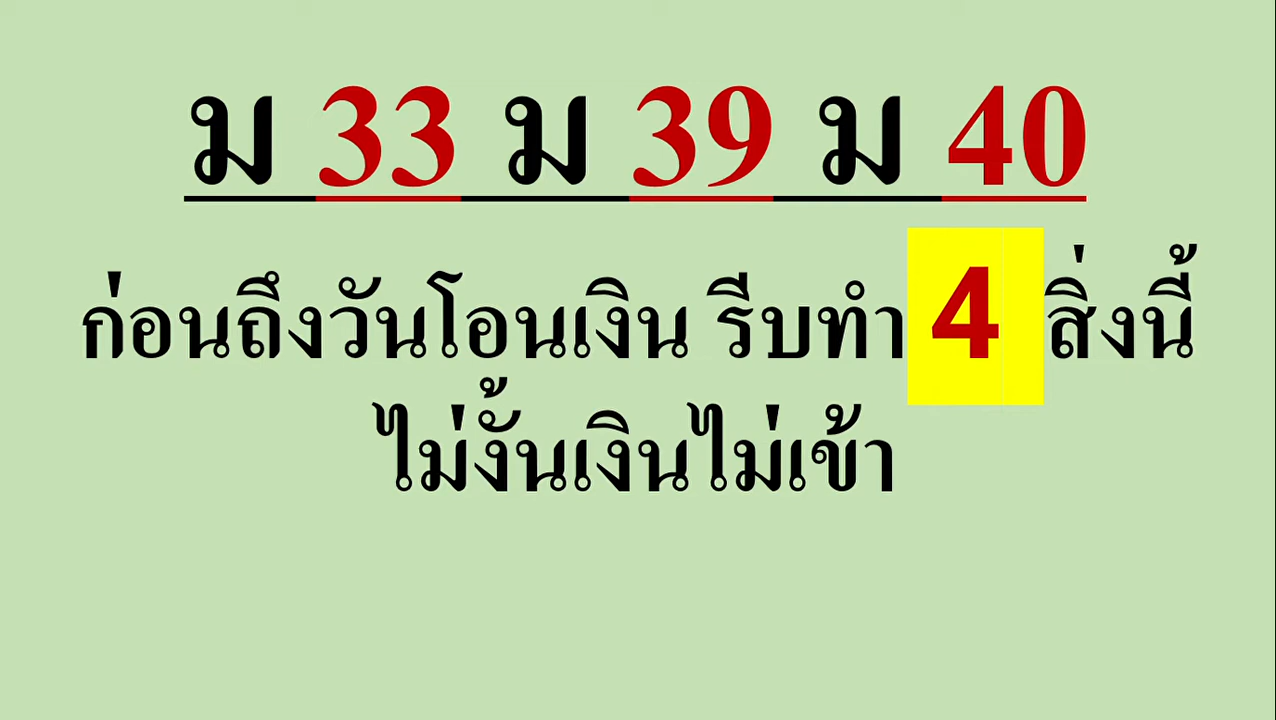 ม 33 ม 39 ม 40
ก่อนถึงวันโอนเงิน รีบทำ 4 สิ่งนี้
ไม่งั้นเงินไม่เข้า